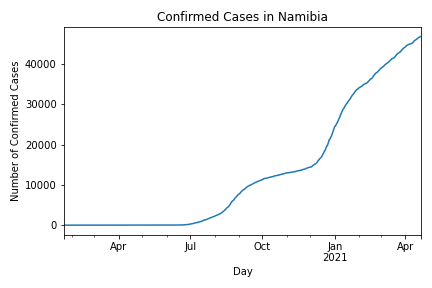 Confirmed Cases in Namibia
Number of Confirmed Cases
40000
30000
20000
10000
0
Apr Jul Oct Jan Apr
2021
Day